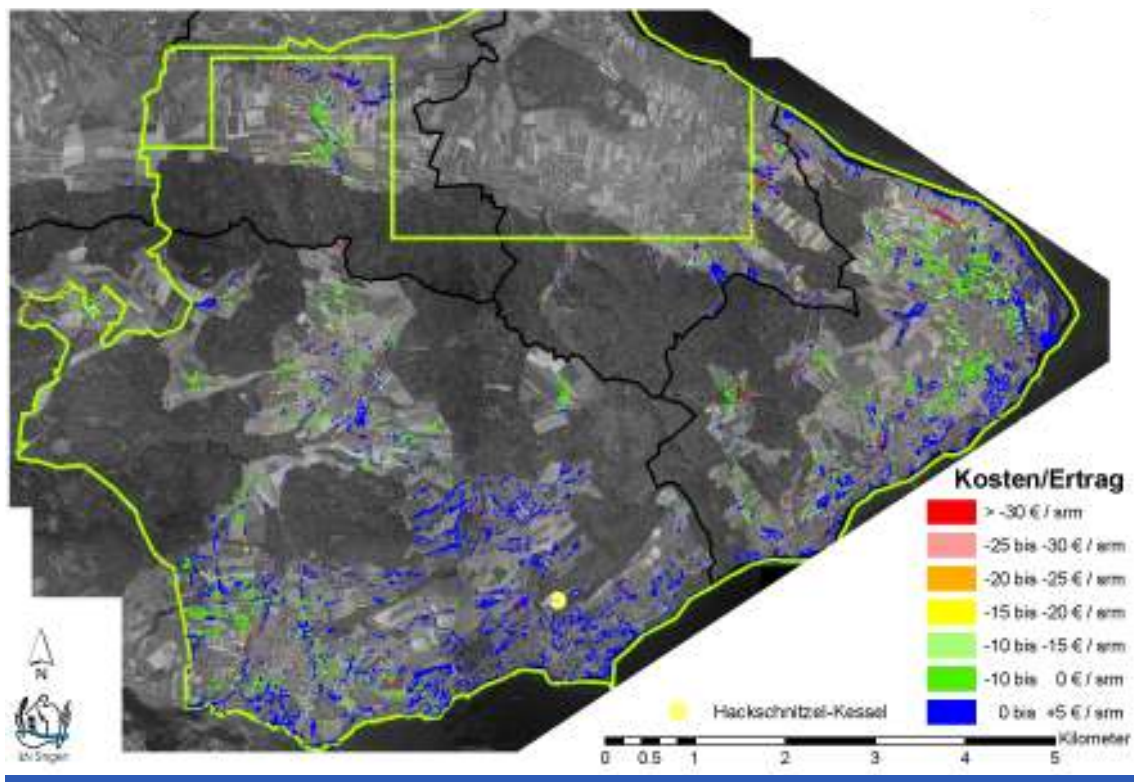 Kosten/Ertrag
> -30 € / srm
-25 bis -30 € / srm
-20 bis -25 € / srm
-15 bis -20 € / srm
-10 bis -15 € / srm
-10 bis 0 € / srm
0 bis +5 € / srm
Hackschnitzel-Kessel
Kilometer
0 0.5 1 2 3 4 5
N